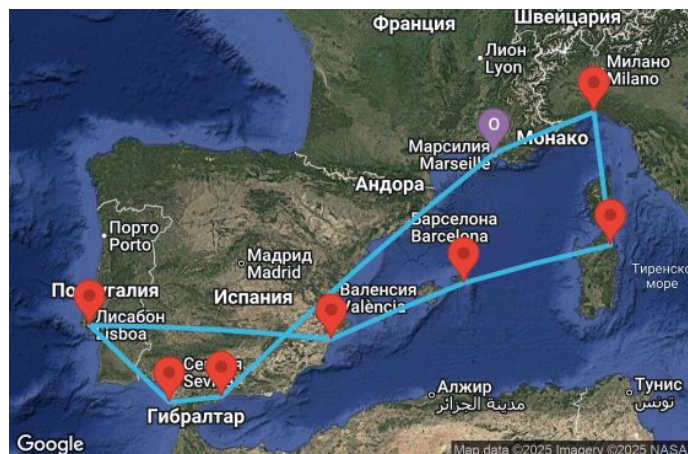 Франция
Швейцария
Лион
Lyon
Милано
Milano
О
Марсилия
Marseille
Монако
Андора
Барселона
Barcelona
Порто
Porto
Мадрид
Madrid
Тиренско
море
Испания
Валенсия
València
Лисабон
Lisboa
Гибралтар
Алжир
مدينة الجزائر
Тунис
تونس
Google
Map data ©2025 Imagery ©2025 NASA